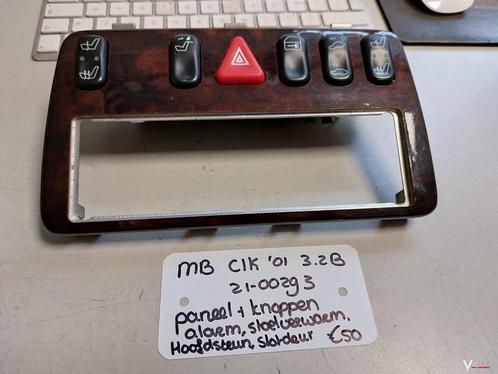 MB ClK '01 3.2B
21-00293
paneel + knoppen
alarm, stoelverwarm.
Hoofdsteun, slotdeur €50